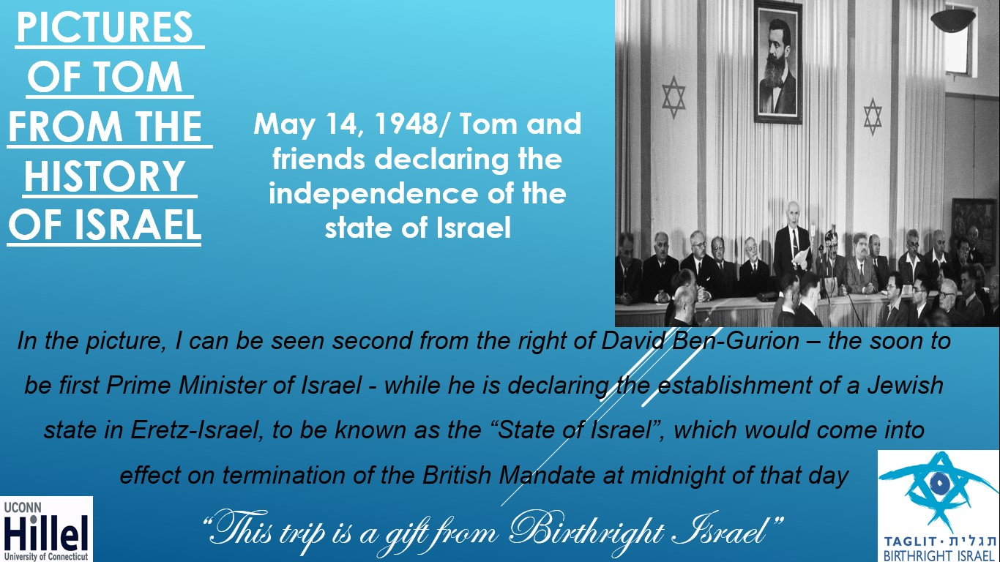 PICTURES
OF TOM
FROM THE
HISTORY
OF ISRAEL
May 14, 1948/ Tom and
friends declaring the
independence of the
state of Israel
In the picture, I can be seen second from the right of David Ben-Gurion – the soon to
be first Prime Minister of Israel - while he is declaring the establishment of a Jewish
state in Eretz-Israel, to be known as the “State of Israel”, which would come into
effect on termination of the British Mandate at midnight of that day
“This trip is a gift from Birthright Israel”
UCONN
Hillel
University of Connecticut
TAGLIT · תגלית
BIRTHRIGHT ISRAEL